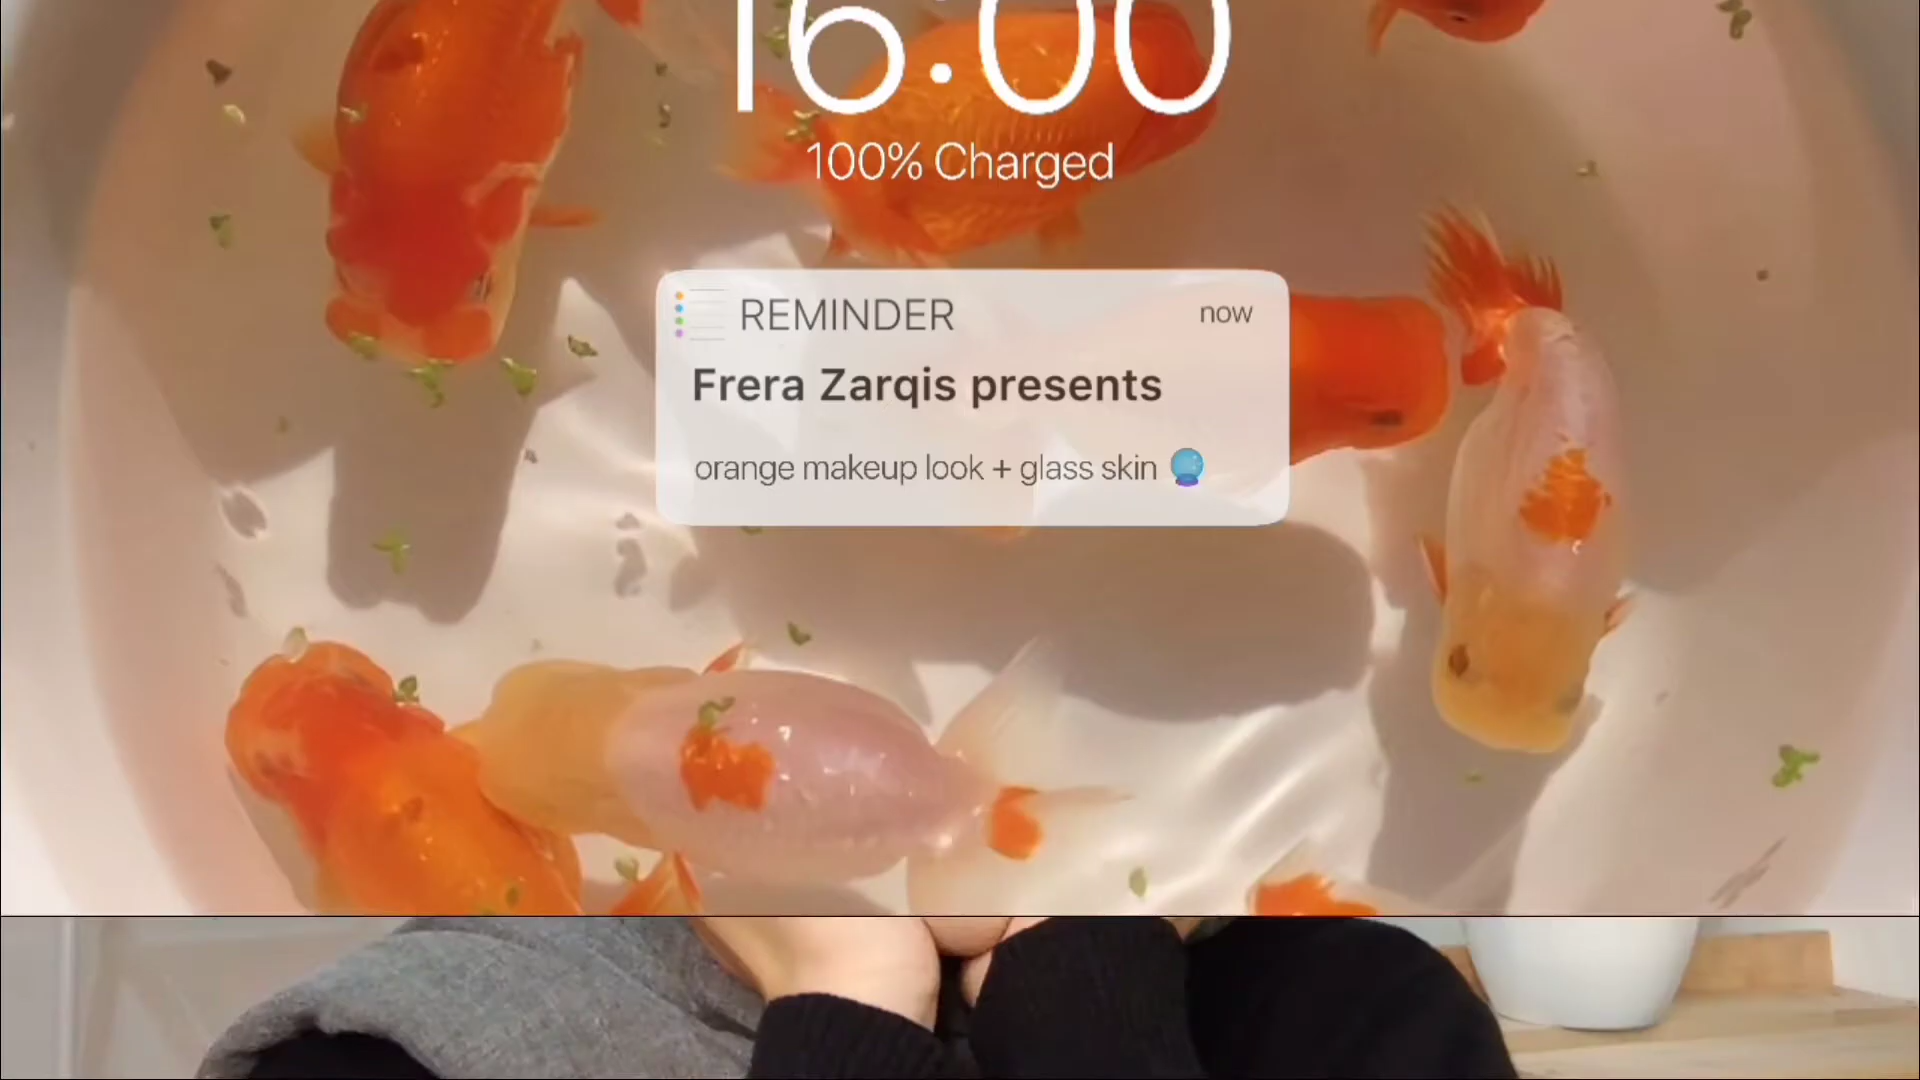 16:00
100% Charged
REMINDER now
Frera Zarqis presents
orange makeup look + glass skin 🔮